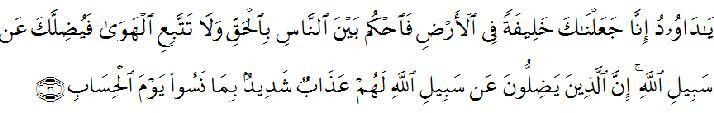 يَٰدَاوُۥدُ إِنَّا جَعَلْنَٰكَ خَلِيفَةً فِى ٱلْأَرْضِ فَٱحْكُم بَيْنَ ٱلنَّاسِ بِٱلْحَقِّ وَلَا تَتَّبِعِ ٱلْهَوَىٰ فَيُضِلَّكَ عَن
سَبِيلِ ٱللَّهِ ۚ إِنَّ ٱلَّذِينَ يَضِلُّونَ عَن سَبِيلِ ٱللَّهِ لَهُمْ عَذَابٌ شَدِيدٌۢ بِمَا نَسُوا۟ يَوْمَ ٱلْحِسَابِ ٢٦